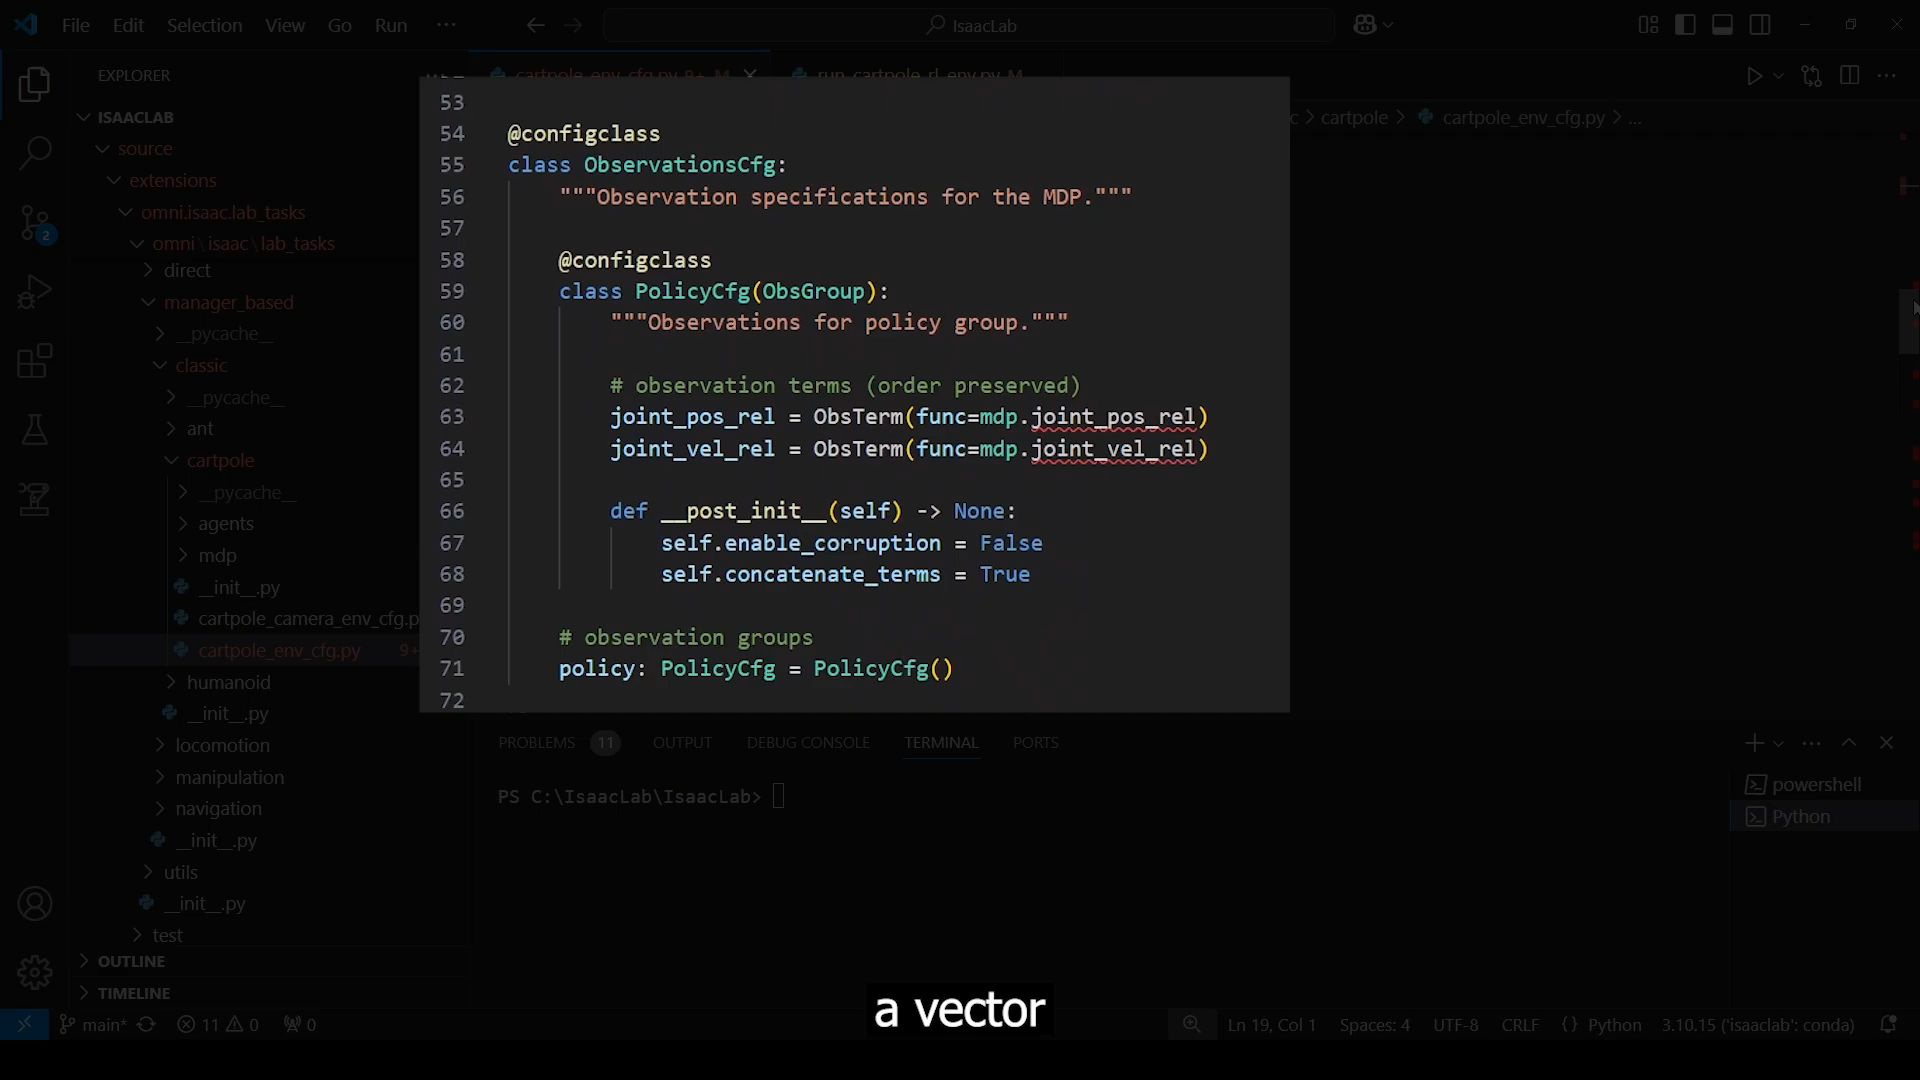 File Edit Selection View Go Run ···
IsaacLab
EXPLORER
ISAACLAB
source
extensions
omni.isaac.lab_tasks
omni\isaac\lab_tasks
direct
manager_based
__pycache__
classic
__pycache__
ant
cartpole
__pycache__
agents
mdp
__init__.py
cartpole_camera_env_cfg.p
cartpole_env_cfg.py 9+
humanoid
__init__.py
locomotion
manipulation
navigation
__init__.py
utils
__init__.py
test
OUTLINE
TIMELINE
cartpole_env_cfg.py 9+ M
run_cartpole_rl_env.py M
c > cartpole > cartpole_env_cfg.py > ...
53
54 @configclass
55 class ObservationsCfg:
56 """Observation specifications for the MDP."""
57
58 @configclass
59 class PolicyCfg(ObsGroup):
60 """Observations for policy group."""
61
62 # observation terms (order preserved)
63 joint_pos_rel = ObsTerm(func=mdp.joint_pos_rel)
64 joint_vel_rel = ObsTerm(func=mdp.joint_vel_rel)
65
66 def __post_init__(self) -> None:
67 self.enable_corruption = False
68 self.concatenate_terms = True
69
70 # observation groups
71 policy: PolicyCfg = PolicyCfg()
72
PROBLEMS 11 OUTPUT DEBUG CONSOLE TERMINAL PORTS
PS C:\IsaacLab\IsaacLab>
powershell
Python
a vector
2
main* 11 0 0
Ln 19, Col 1 Spaces: 4 UTF-8 CRLF {} Python 3.10.15 ('isaaclab': conda)